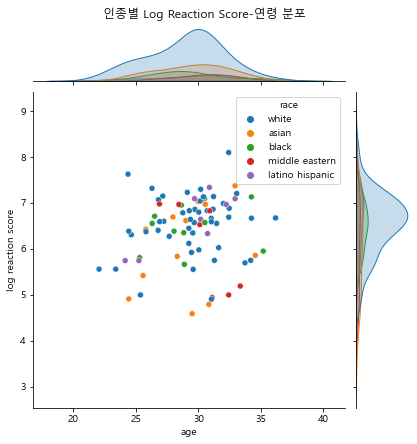 인종별 Log Reaction Score-연령 분포
race
white
asian
black
middle eastern
latino hispanic
9
8
7
6
5
4
3
log reaction score
20
25
30
35
40
age